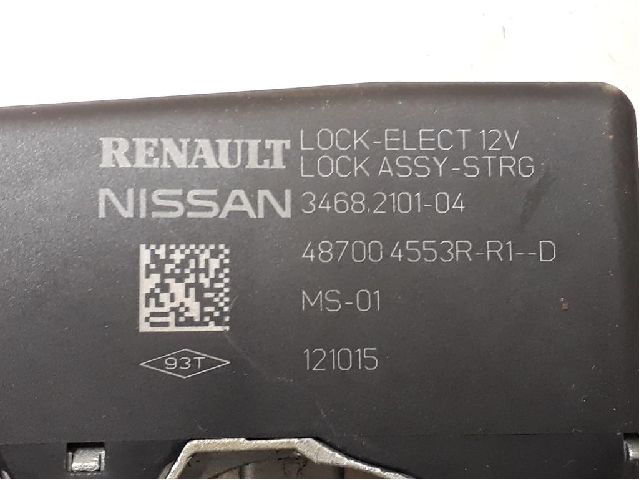 RENAULT LOCK-ELECT 12V
LOCK ASSY-STRG
NISSAN 3468.2101-04
48700 4553R-R1--D
MS-01
93T 121015